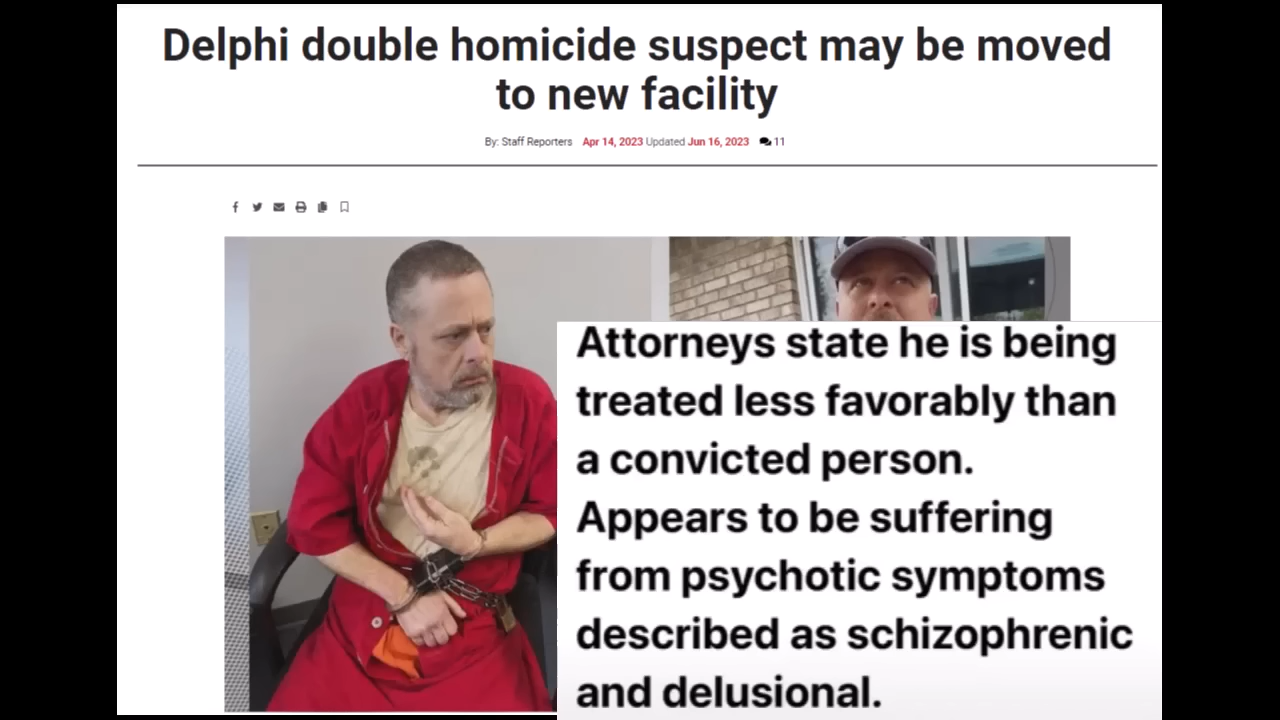 Delphi double homicide suspect may be moved
to new facility
By: Staff Reporters Apr 14, 2023 Updated Jun 16, 2023 11
Attorneys state he is being
treated less favorably than
a convicted person.
Appears to be suffering
from psychotic symptoms
described as schizophrenic
and delusional.